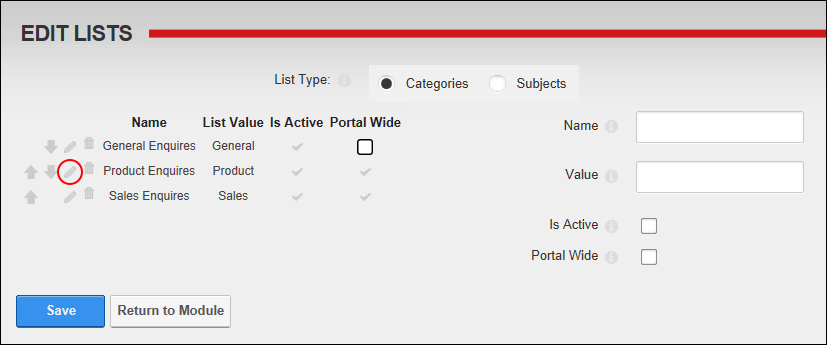 EDIT LISTS
List Type: Categories Subjects
Name List Value Is Active Portal Wide
General Enquires General
Product Enquires Product
Sales Enquires Sales
Name
Value
Is Active
Portal Wide
Save Return to Module